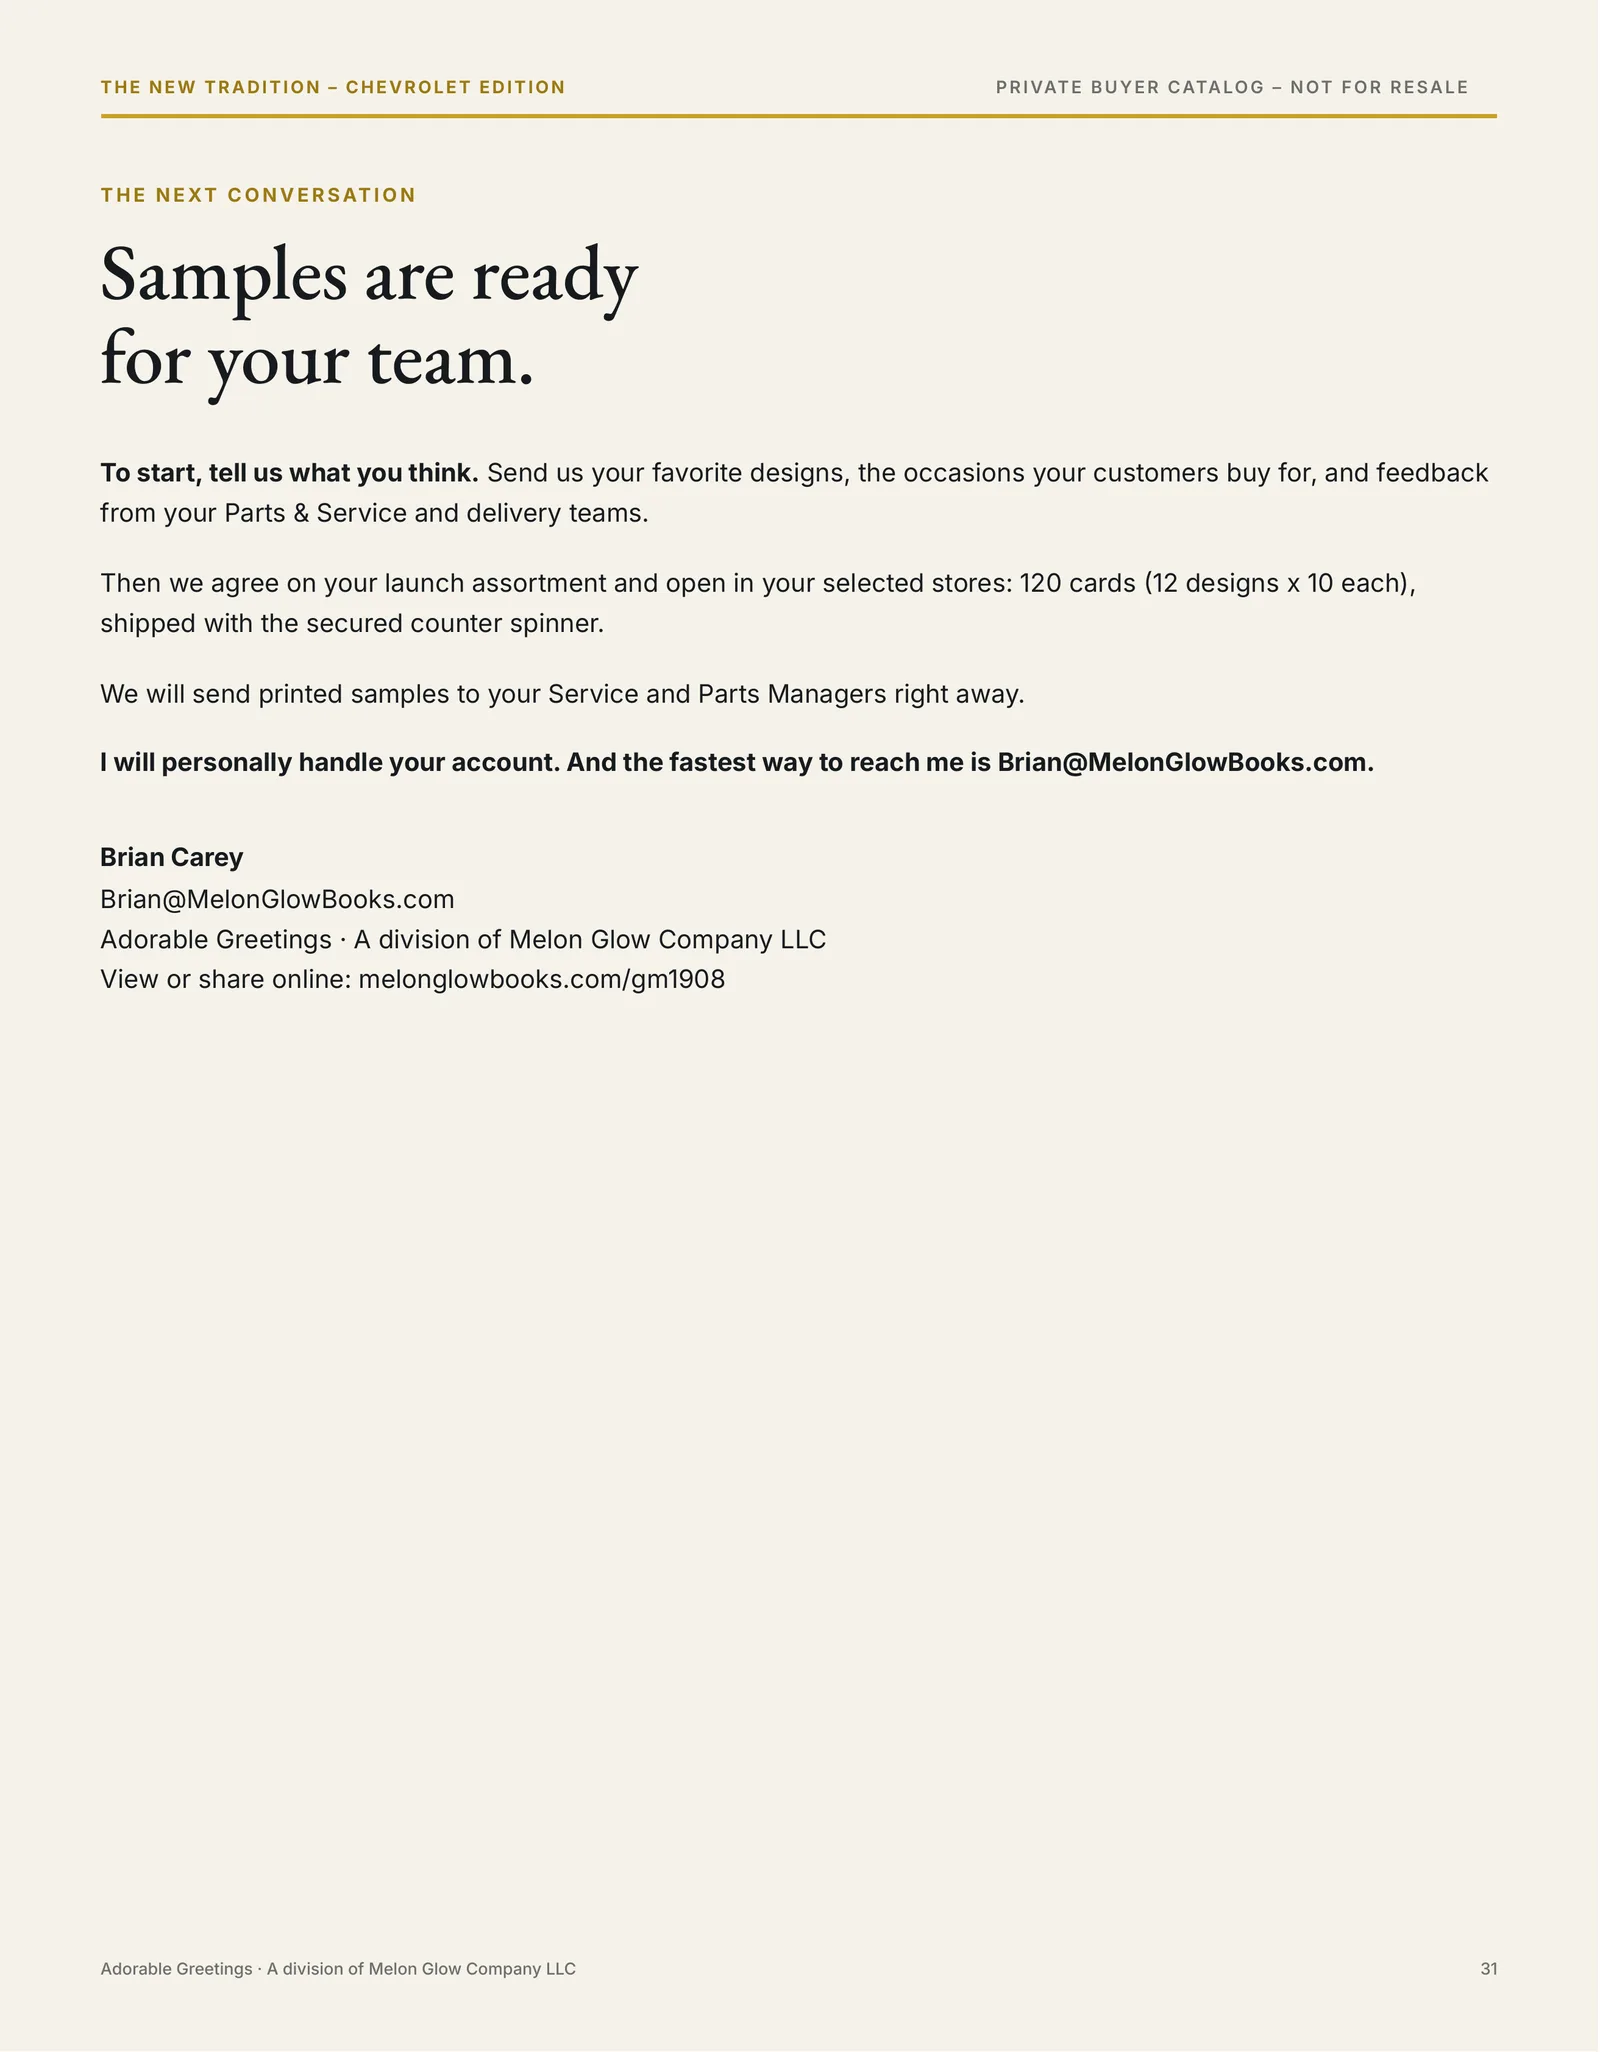 THE NEW TRADITION – CHEVROLET EDITION
PRIVATE BUYER CATALOG – NOT FOR RESALE
THE NEXT CONVERSATION
Samples are ready
for your team.
To start, tell us what you think. Send us your favorite designs, the occasions your customers buy for, and feedback
from your Parts & Service and delivery teams.
Then we agree on your launch assortment and open in your selected stores: 120 cards (12 designs x 10 each),
shipped with the secured counter spinner.
We will send printed samples to your Service and Parts Managers right away.
I will personally handle your account. And the fastest way to reach me is Brian@MelonGlowBooks.com.
Brian Carey
Brian@MelonGlowBooks.com
Adorable Greetings · A division of Melon Glow Company LLC
View or share online: melonglowbooks.com/gm1908
Adorable Greetings · A division of Melon Glow Company LLC
31